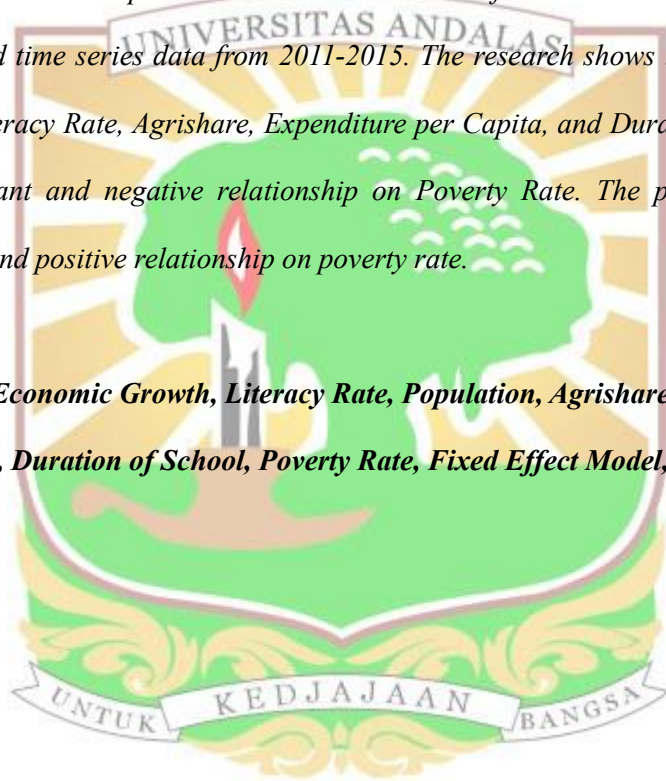 UNIVERSITAS ANDALAS
d time series data from 2011-2015. The research shows
eracy Rate, Agrishare, Expenditure per Capita, and Dura
ant and negative relationship on Poverty Rate. The p
nd positive relationship on poverty rate.
Economic Growth, Literacy Rate, Population, Agrishare
, Duration of School, Poverty Rate, Fixed Effect Model,
UNTUK KEDJAJAAN BANGSA